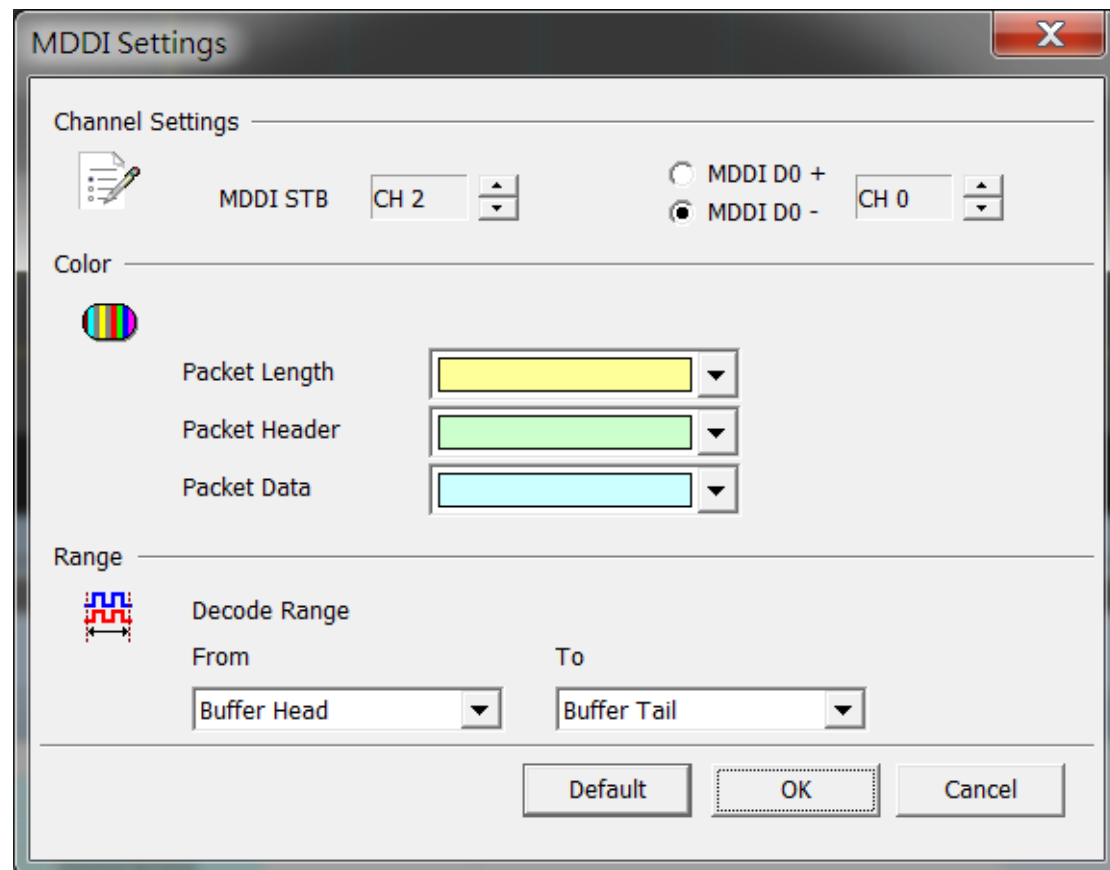 MDDI Settings
Channel Settings
MDDI STB
CH 2
MDDI D0 +
MDDI D0 -
CH 0
Color
Packet Length
Packet Header
Packet Data
Range
Decode Range
From
To
Buffer Head
Buffer Tail
Default
OK
Cancel